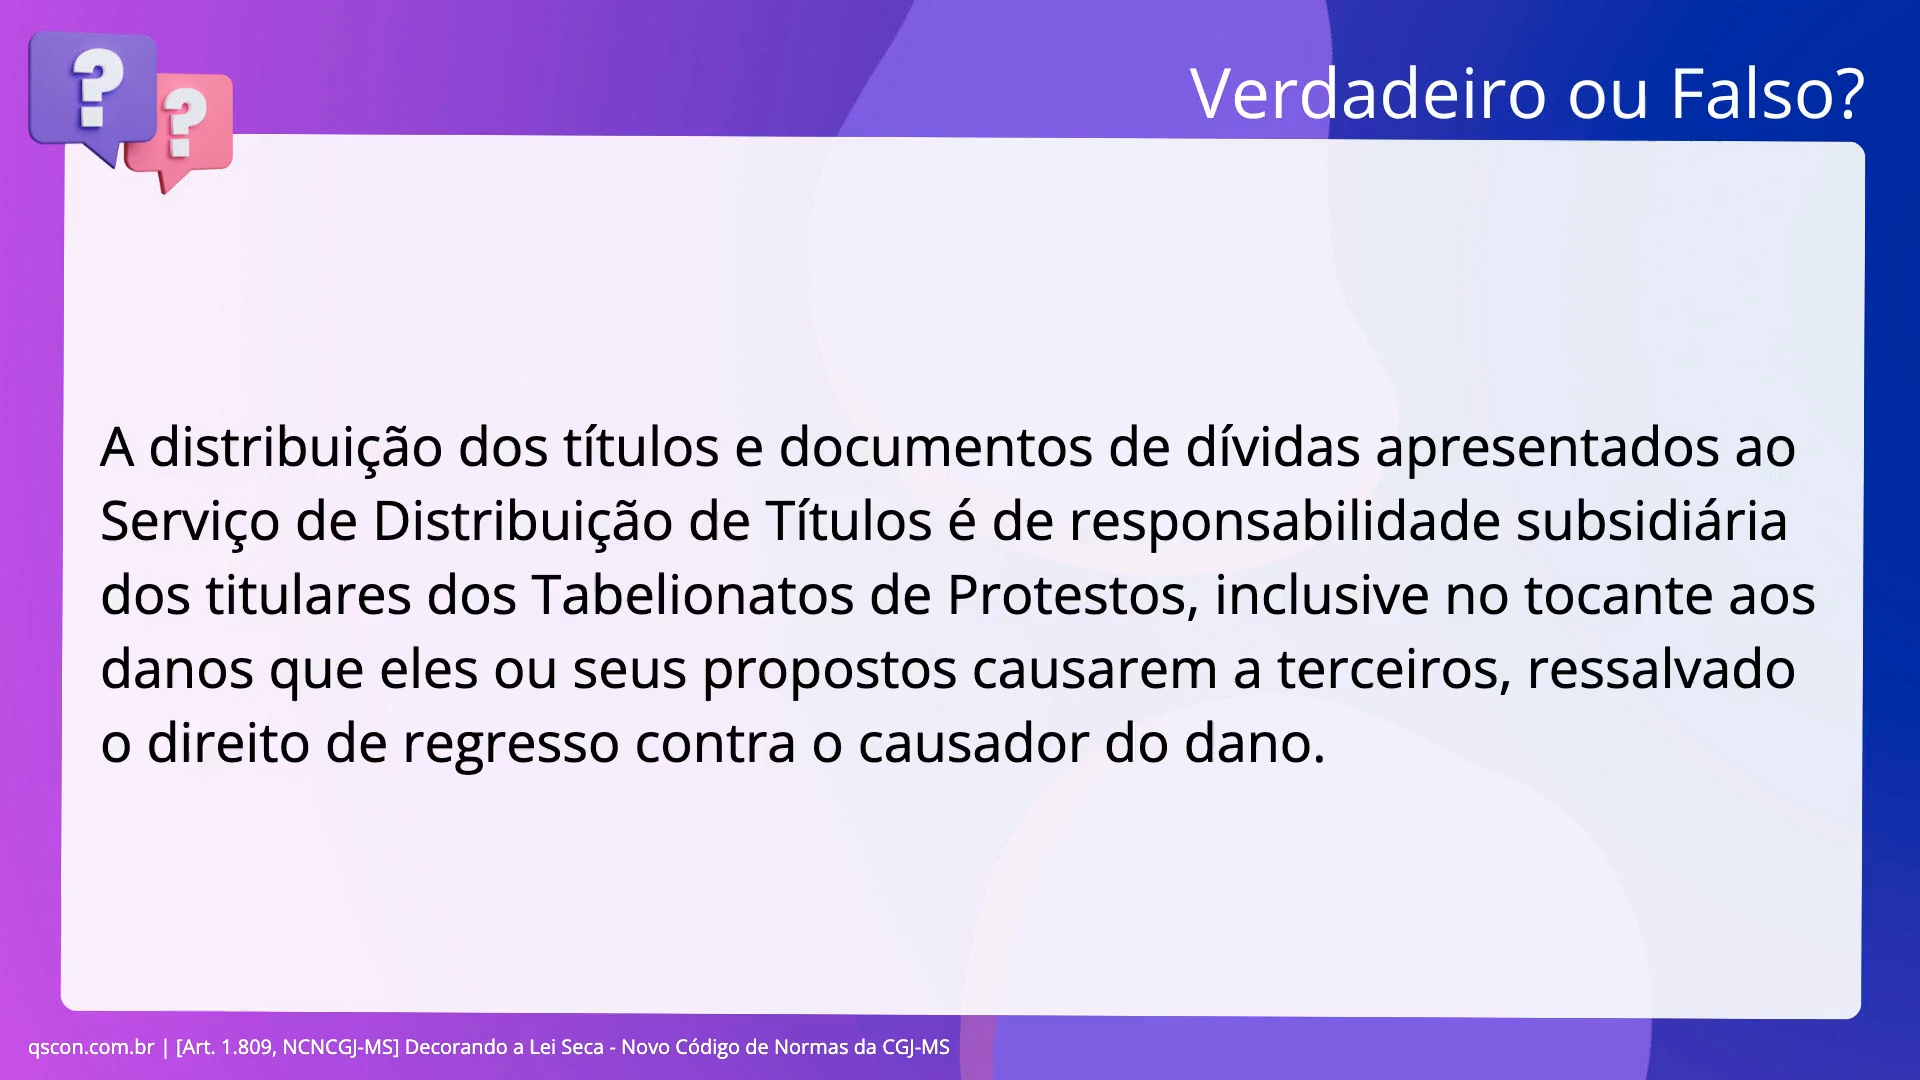 Verdadeiro ou Falso?
A distribuição dos títulos e documentos de dívidas apresentados ao
Serviço de Distribuição de Títulos é de responsabilidade subsidiária
dos titulares dos Tabelionatos de Protestos, inclusive no tocante aos
danos que eles ou seus propostos causarem a terceiros, ressalvado
o direito de regresso contra o causador do dano.
qscon.com.br | [Art. 1.809, NCNCGJ-MS] Decorando a Lei Seca - Novo Código de Normas da CGJ-MS